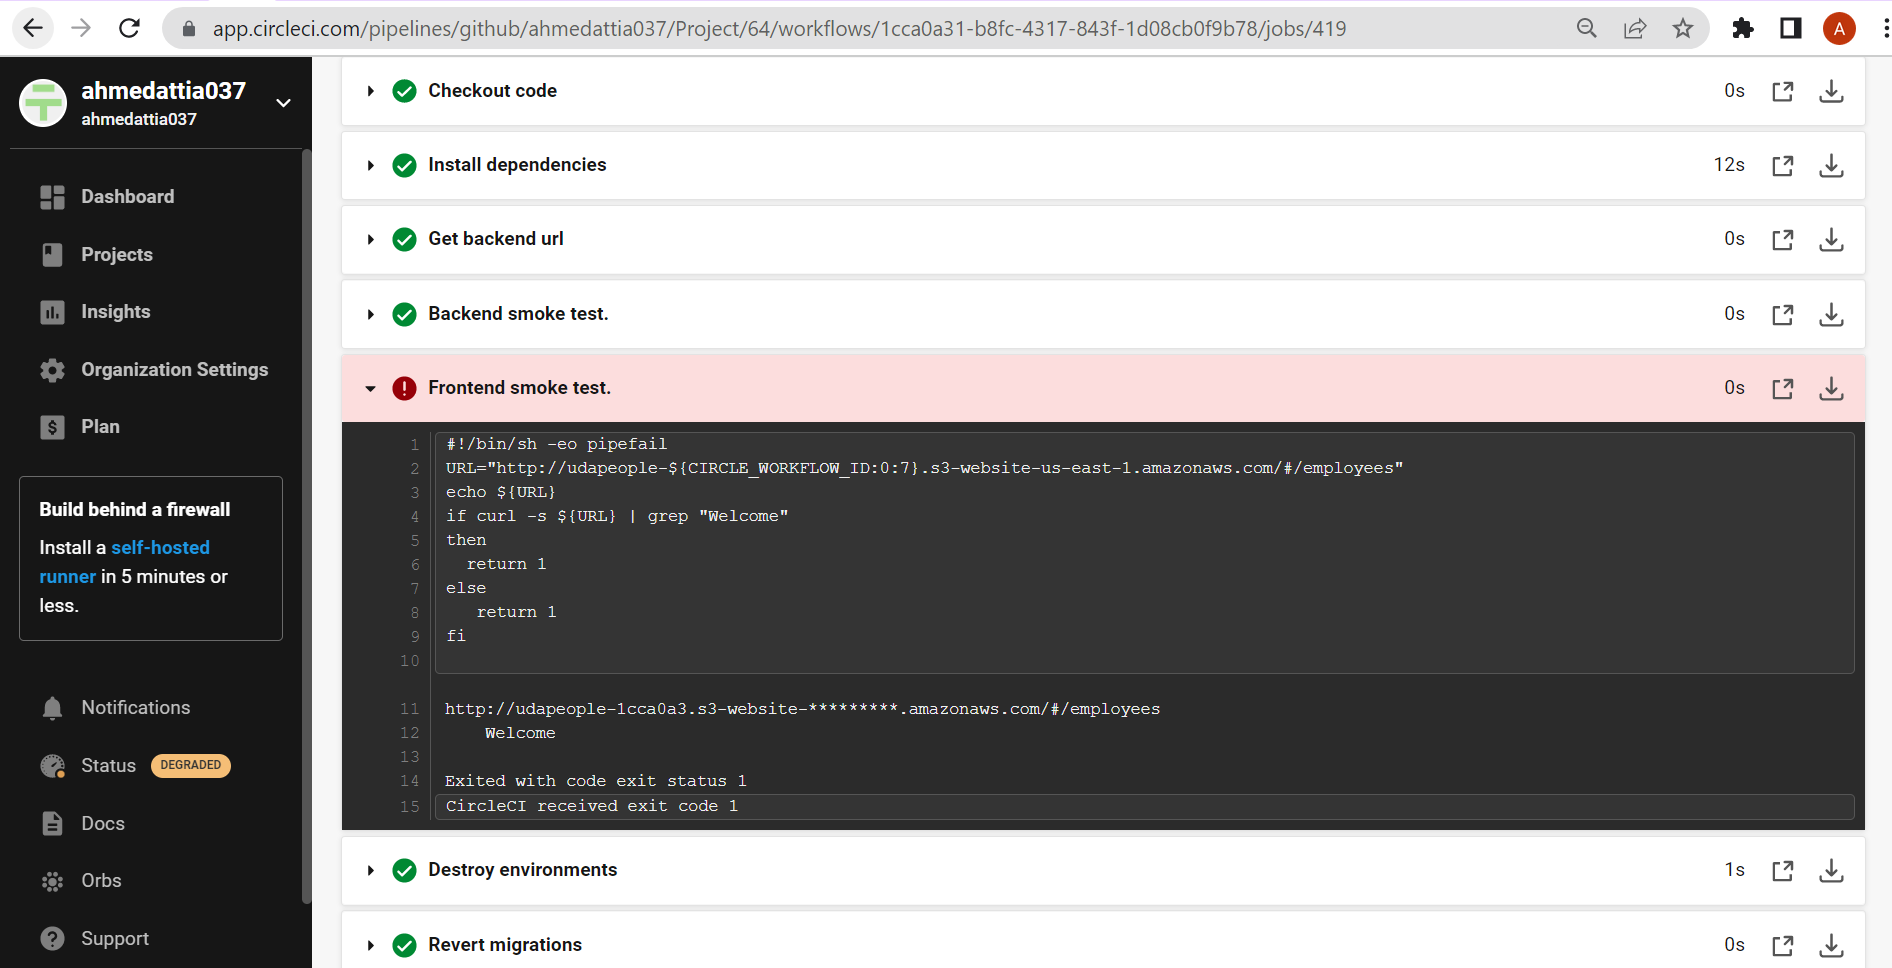 app.circleci.com/pipelines/github/ahmedattia037/Project/64/workflows/1cca0a31-b8fc-4317-843f-1d08cb0f9b78/jobs/419
A
ahmedattia037
ahmedattia037
Dashboard
Projects
Insights
Organization Settings
Plan
Build behind a firewall
Install a self-hosted
runner in 5 minutes or
less.
Notifications
Status DEGRADED
Docs
Orbs
Support
Checkout code 0s
Install dependencies 12s
Get backend url 0s
Backend smoke test. 0s
Frontend smoke test. 0s
1 #!/bin/sh -eo pipefail
2 URL="http://udapeople-${CIRCLE_WORKFLOW_ID:0:7}.s3-website-us-east-1.amazonaws.com/#/employees"
3 echo ${URL}
4 if curl -s ${URL} | grep "Welcome"
5 then
6 return 1
7 else
8 return 1
9 fi
10
11 http://udapeople-1cca0a3.s3-website-*********.amazonaws.com/#/employees
12 Welcome
13
14 Exited with code exit status 1
15 CircleCI received exit code 1
Destroy environments 1s
Revert migrations 0s